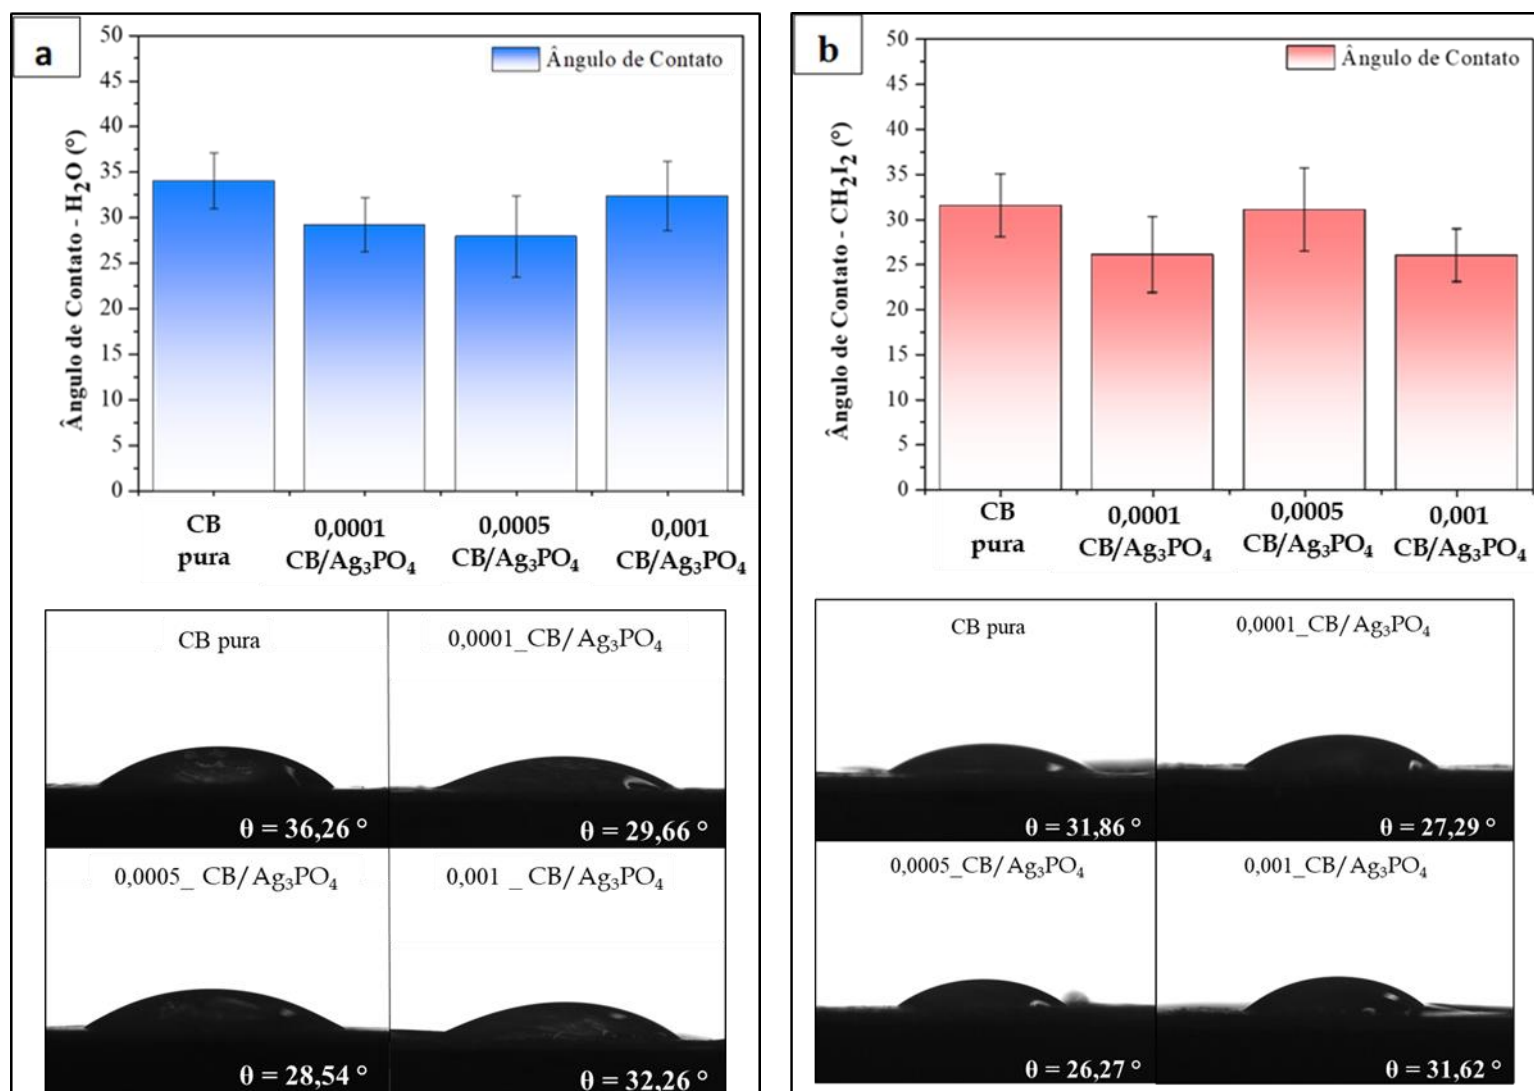 a
Ângulo de Contato - H₂O (°)
50
45
40
35
30
25
20
15
10
5
0
Ângulo de Contato
CB
pura
0,0001
CB/Ag₃PO₄
0,0005
CB/Ag₃PO₄
0,001
CB/Ag₃PO₄
CB pura
θ = 36,26 °
0,0001_CB/Ag₃PO₄
θ = 29,66 °
0,0005_ CB/Ag₃PO₄
θ = 28,54 °
0,001 _ CB/Ag₃PO₄
θ = 32,26 °
b
Ângulo de Contato - CH₂I₂ (°)
50
45
40
35
30
25
20
15
10
5
0
Ângulo de Contato
CB
pura
0,0001
CB/Ag₃PO₄
0,0005
CB/Ag₃PO₄
0,001
CB/Ag₃PO₄
CB pura
θ = 31,86 °
0,0001_CB/Ag₃PO₄
θ = 27,29 °
0,0005_CB/Ag₃PO₄
θ = 26,27 °
0,001_CB/Ag₃PO₄
θ = 31,62 °